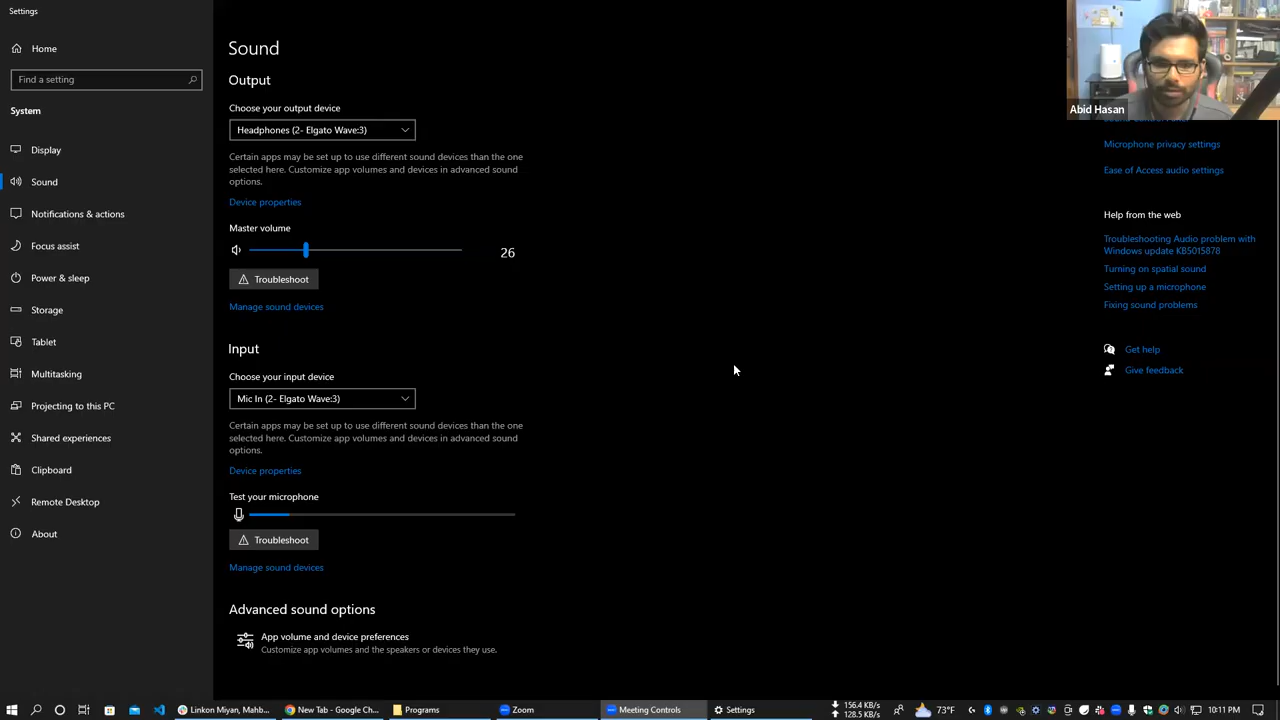 Settings
Home
Find a setting
System
Display
Sound
Notifications & actions
Focus assist
Power & sleep
Storage
Tablet
Multitasking
Projecting to this PC
Shared experiences
Clipboard
Remote Desktop
About
Sound
Output
Choose your output device
Headphones (2- Elgato Wave:3)
Certain apps may be set up to use different sound devices than the one
selected here. Customize app volumes and devices in advanced sound
options.
Device properties
Master volume
26
Troubleshoot
Manage sound devices
Input
Choose your input device
Mic In (2- Elgato Wave:3)
Certain apps may be set up to use different sound devices than the one
selected here. Customize app volumes and devices in advanced sound
options.
Device properties
Test your microphone
Troubleshoot
Manage sound devices
Advanced sound options
App volume and device preferences
Customize app volumes and the speakers or devices they use.
Abid Hasan
Microphone privacy settings
Ease of Access audio settings
Help from the web
Troubleshooting Audio problem with
Windows update KB5015878
Turning on spatial sound
Setting up a microphone
Fixing sound problems
Get help
Give feedback
Linkon Miyan, Mahb...
New Tab - Google Ch...
Programs
Zoom
Meeting Controls
Settings
156.4 KB/s
128.5 KB/s
73°F
10:11 PM